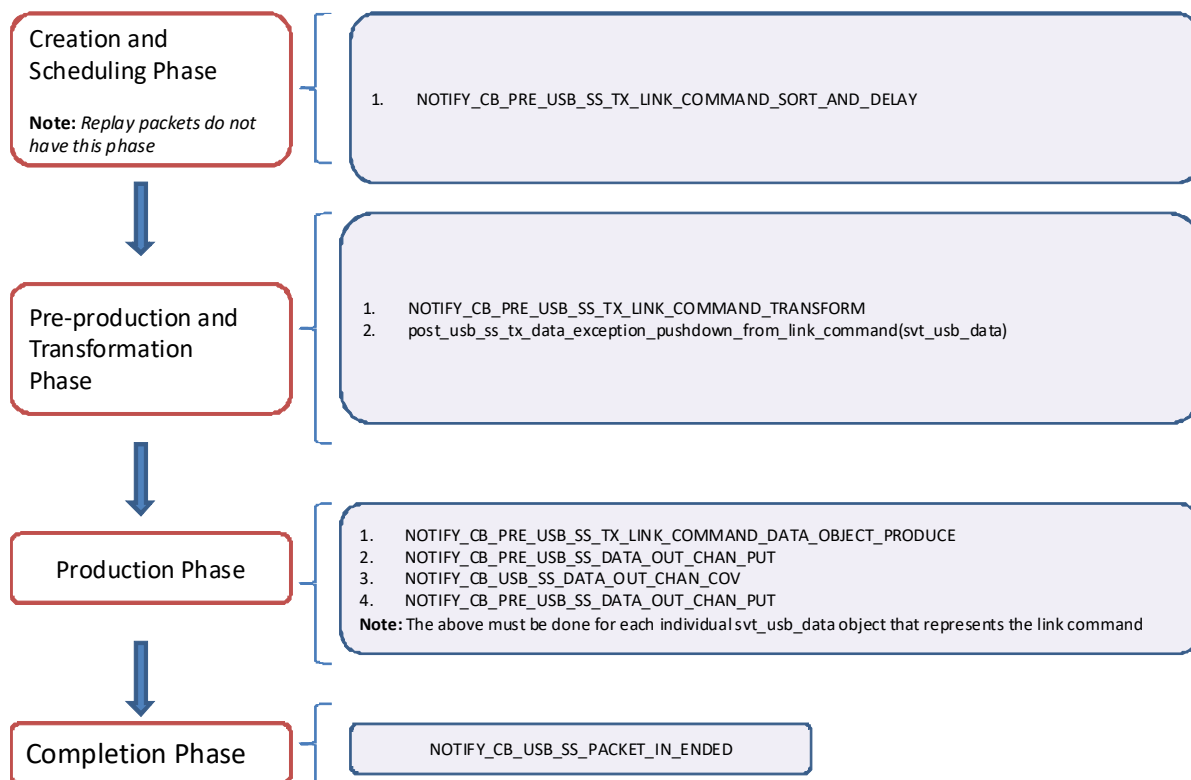 Creation and
Scheduling Phase
Note: Replay packets do not
have this phase
1. NOTIFY_CB_PRE_USB_SS_TX_LINK_COMMAND_SORT_AND_DELAY
Pre-production and
Transformation
Phase
1. NOTIFY_CB_PRE_USB_SS_TX_LINK_COMMAND_TRANSFORM
2. post_usb_ss_tx_data_exception_pushdown_from_link_command(svt_usb_data)
Production Phase
1. NOTIFY_CB_PRE_USB_SS_TX_LINK_COMMAND_DATA_OBJECT_PRODUCE
2. NOTIFY_CB_PRE_USB_SS_DATA_OUT_CHAN_PUT
3. NOTIFY_CB_USB_SS_DATA_OUT_CHAN_COV
4. NOTIFY_CB_PRE_USB_SS_DATA_OUT_CHAN_PUT
Note: The above must be done for each individual svt_usb_data object that represents the link command
Completion Phase
NOTIFY_CB_USB_SS_PACKET_IN_ENDED